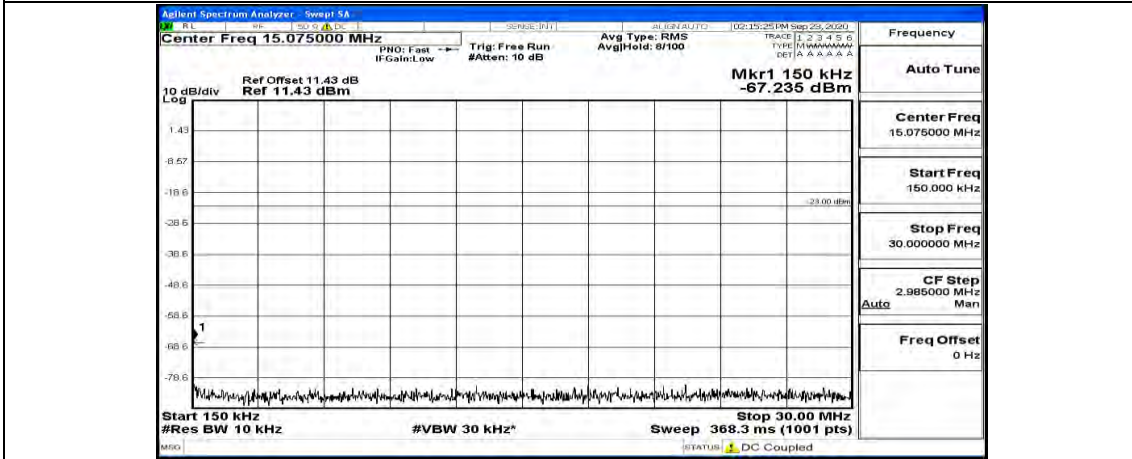 Agilent Spectrum Analyzer - Swept SA
RL RF 50 Ω DC SENSE:INT ALIGN AUTO 02:15:25 PM Sep 23, 2020
Center Freq 15.075000 MHz
PNO: Fast Trig: Free Run Avg Type: RMS TRACE 1 2 3 4 5 6
IFGain:Low #Atten: 10 dB Avg|Hold: 8/100 TYPE M WWWWW
DET A A A A A A
Frequency
Auto Tune
Ref Offset 11.43 dB
10 dB/div Ref 11.43 dBm
Log
Mkr1 150 kHz
-67.235 dBm
1.43
-8.57
-18.6
-23.00 dBm
-28.6
-38.6
-48.6
-58.6
1
-68.6
-78.6
Start 150 kHz Stop 30.00 MHz
#Res BW 10 kHz #VBW 30 kHz* Sweep 368.3 ms (1001 pts)
MSG STATUS DC Coupled
Center Freq
15.075000 MHz
Start Freq
150.000 kHz
Stop Freq
30.000000 MHz
CF Step
2.985000 MHz
Auto Man
Freq Offset
0 Hz